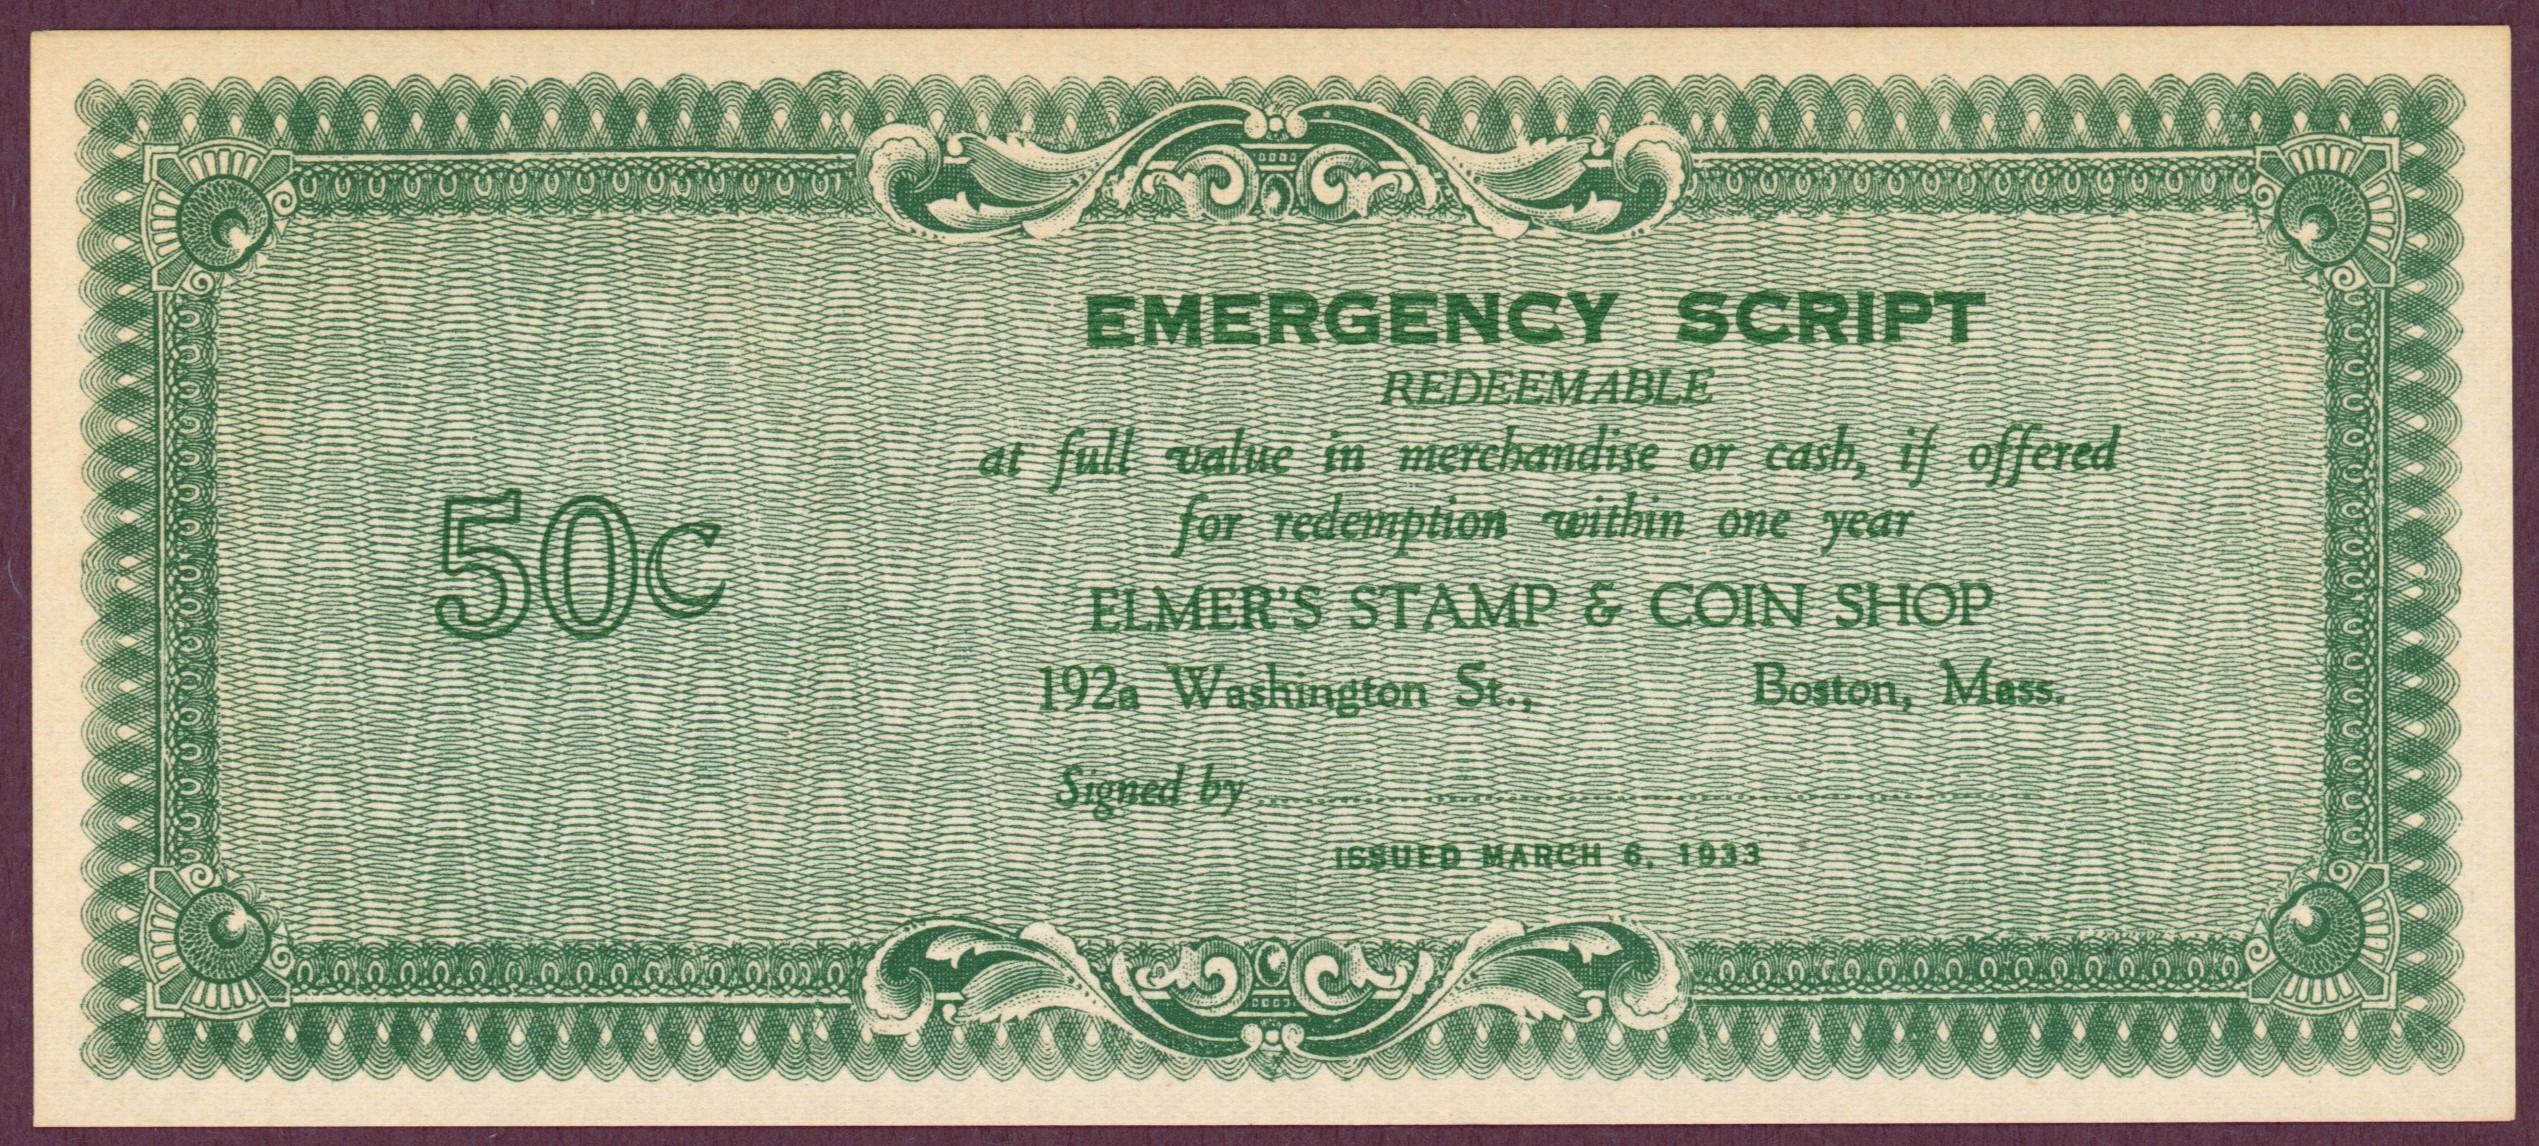 EMERGENCY SCRIPT
REDEEMABLE
at full value in merchandise or cash, if offered
for redemption within one year
50c
ELMER'S STAMP & COIN SHOP
192a Washington St., Boston, Mass.
Signed by
ISSUED MARCH 6, 1933